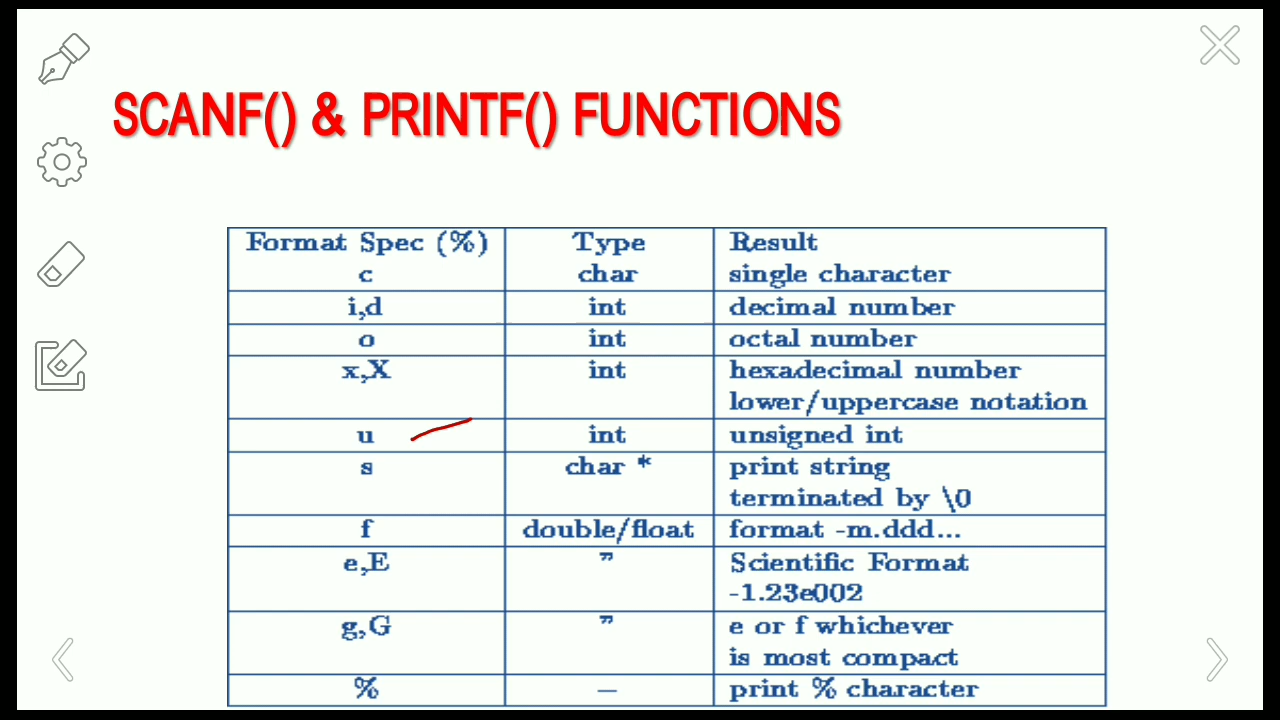 SCANF() & PRINTF() FUNCTIONS
Format Spec (%) Type Result
c char single character
i,d int decimal number
o int octal number
x,X int hexadecimal number
lower/uppercase notation
u int unsigned int
s char * print string
terminated by \0
f double/float format -m.ddd...
e,E " Scientific Format
-1.23e002
g,G " e or f whichever
is most compact
% – print % character